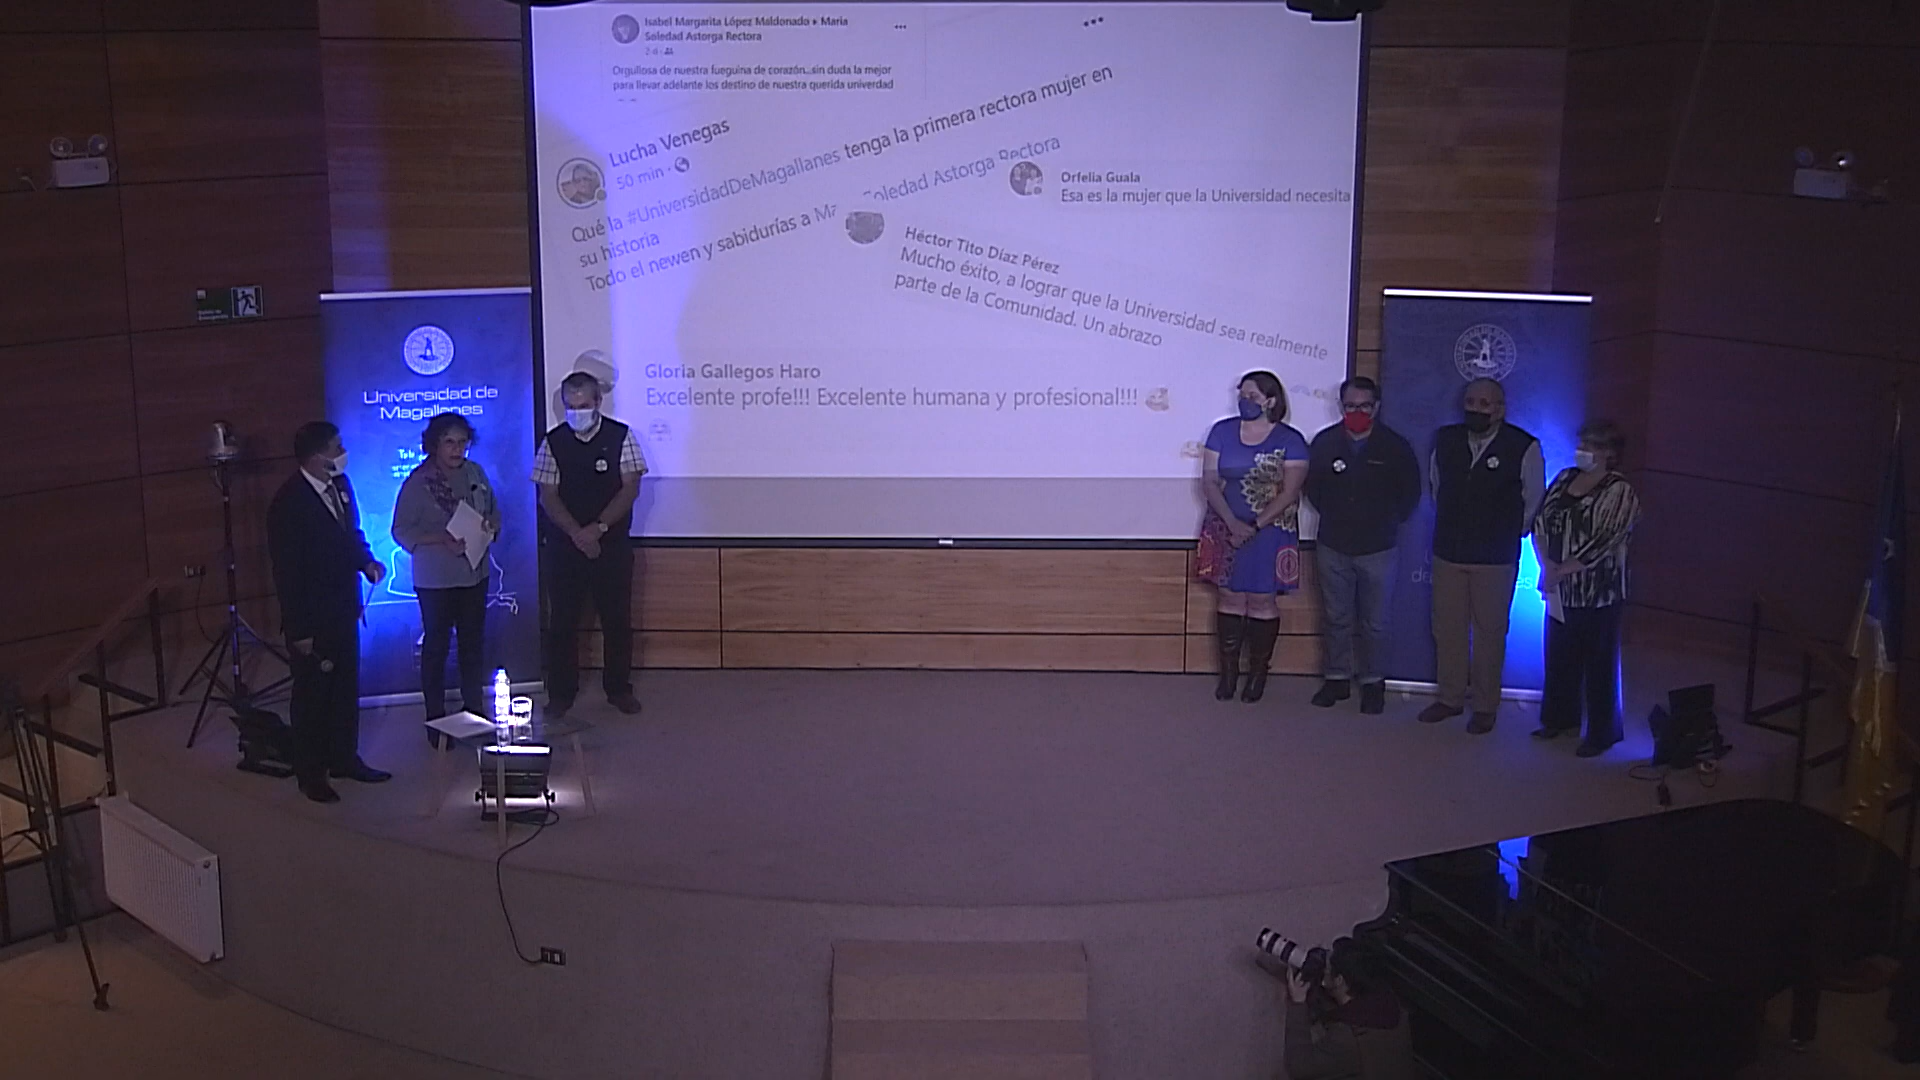 Isabel Margarita López Maldonado ▸ Maria
Soledad Astorga Rectora
2 d
Orgullosa de nuestra fueguina de corazón...sin duda la mejor
para llevar adelante los destino de nuestra querida univerdad
Lucha Venegas
50 min ·
Qué la #UniversidadDeMagallanes tenga la primera rectora mujer en
su historia
Todo el newen y sabidurías a Ma Soledad Astorga Rectora
Orfelia Guala
Esa es la mujer que la Universidad necesita
Héctor Tito Díaz Pérez
Mucho éxito, a lograr que la Universidad sea realmente
parte de la Comunidad. Un abrazo
Gloria Gallegos Haro
Excelente profe!!! Excelente humana y profesional!!!
Universidad de
Magallanes